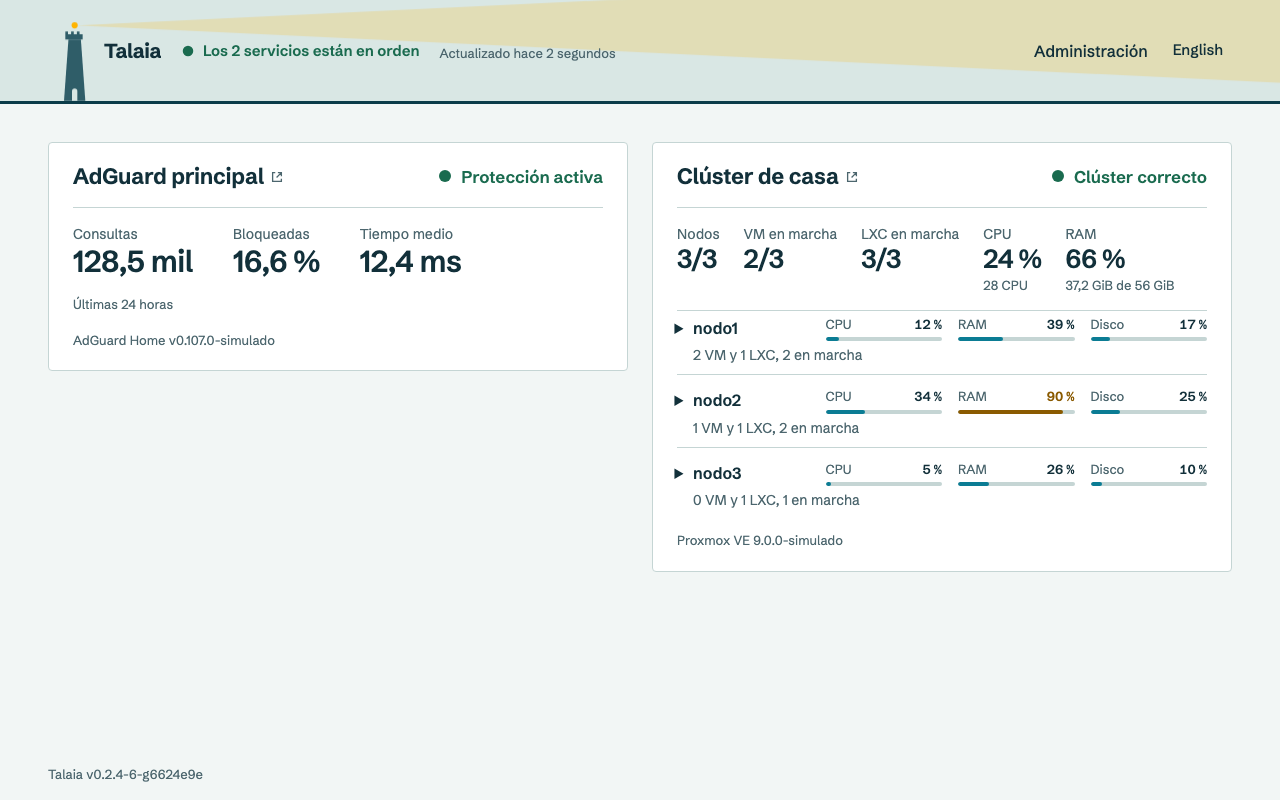 Talaia
Los 2 servicios están en orden
Actualizado hace 2 segundos
Administración
English
AdGuard principal
Protección activa
Consultas
Bloqueadas
Tiempo medio
128,5 mil
16,6 %
12,4 ms
Últimas 24 horas
AdGuard Home v0.107.0-simulado
Clúster de casa
Clúster correcto
Nodos
VM en marcha
LXC en marcha
CPU
RAM
3/3
2/3
3/3
24 %
66 %
28 CPU
37,2 GiB de 56 GiB
nodo1
CPU 12 %
RAM 39 %
Disco 17 %
2 VM y 1 LXC, 2 en marcha
nodo2
CPU 34 %
RAM 90 %
Disco 25 %
1 VM y 1 LXC, 2 en marcha
nodo3
CPU 5 %
RAM 26 %
Disco 10 %
0 VM y 1 LXC, 1 en marcha
Proxmox VE 9.0.0-simulado
Talaia v0.2.4-6-g6624e9e